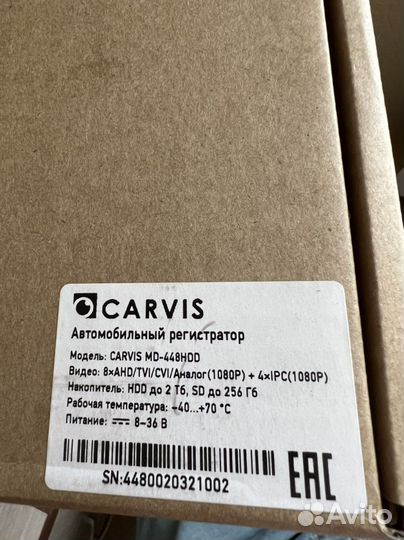 CARVIS
Автомобильный регистратор
Модель: CARVIS MD-448HDD
Видео: 8×AHD/TVI/CVI/Аналог(1080P) + 4×IPC(1080P)
Накопитель: HDD до 2 Тб, SD до 256 Гб
Рабочая температура: -40...+70 °C
Питание: ⎓ 8-36 В
SN:4480020321002
EAC
Avito